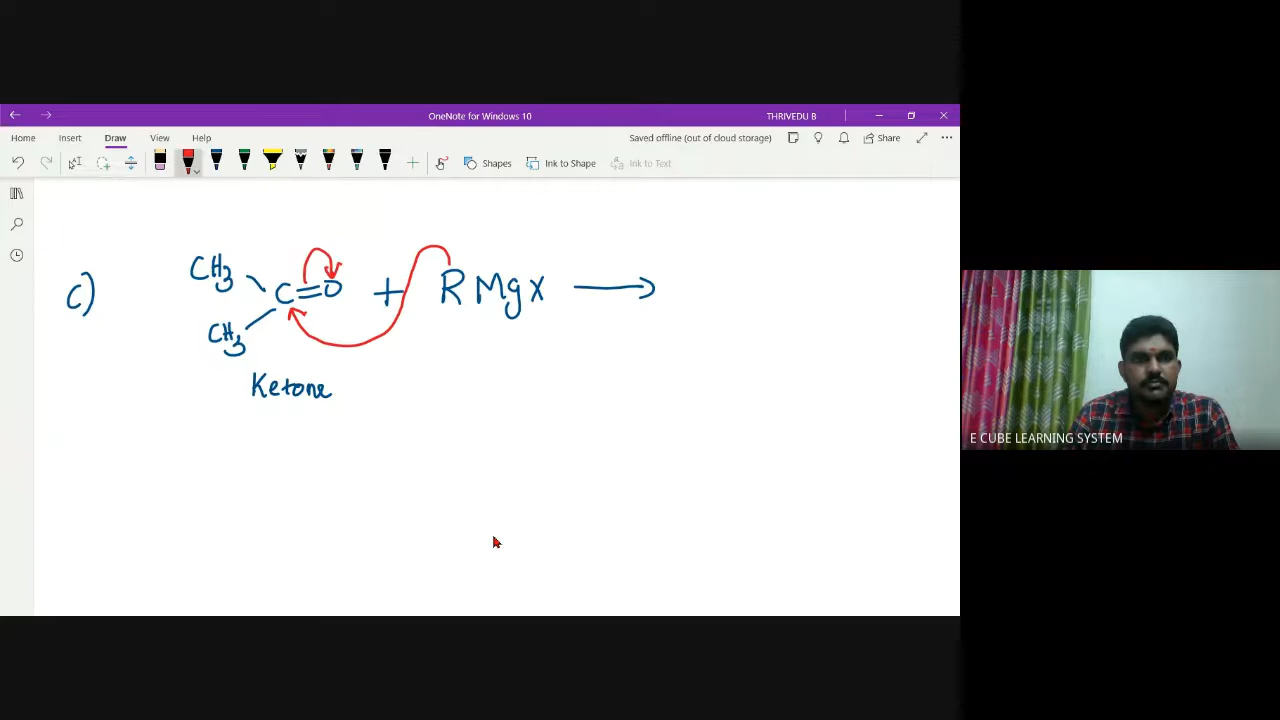 OneNote for Windows 10
THRIVEDU B
Home Insert Draw View Help
Saved offline (out of cloud storage)
Share
Shapes
Ink to Shape
Ink to Text
CH3
c) C=O + RMgx ⟶
CH3
Ketone
E CUBE LEARNING SYSTEM